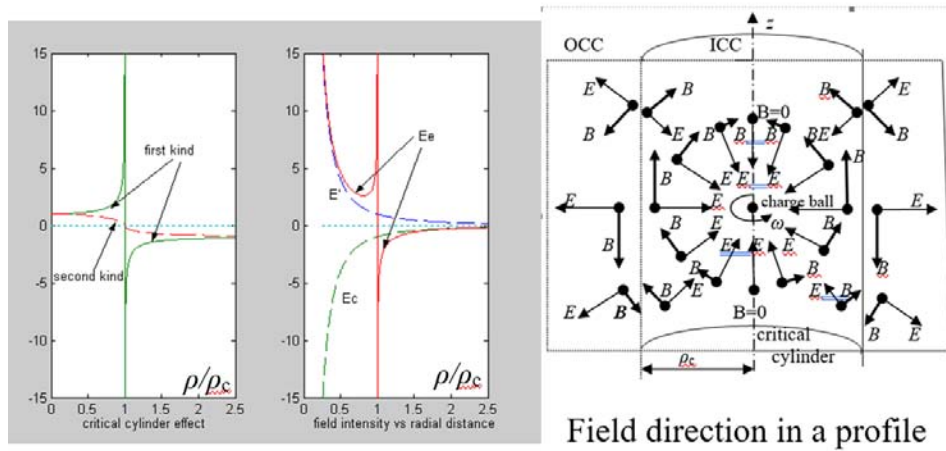 15
10
5
0
-5
-10
-15
first kind
second kind
ρ/ρc
0 0.5 1 1.5 2 2.5
critical cylinder effect
15
10
5
0
-5
-10
-15
Ee
E'
Ec
ρ/ρc
0 0.5 1 1.5 2 2.5
field intensity vs radial distance
z
OCC ICC
E B B E
B=0
B E B B B BE E B
B E E E B
E E charge ball E
B B ω B
B E E E E B B
E B E B B E B
B B=0 B E
critical
cylinder
ρc
Field direction in a profile